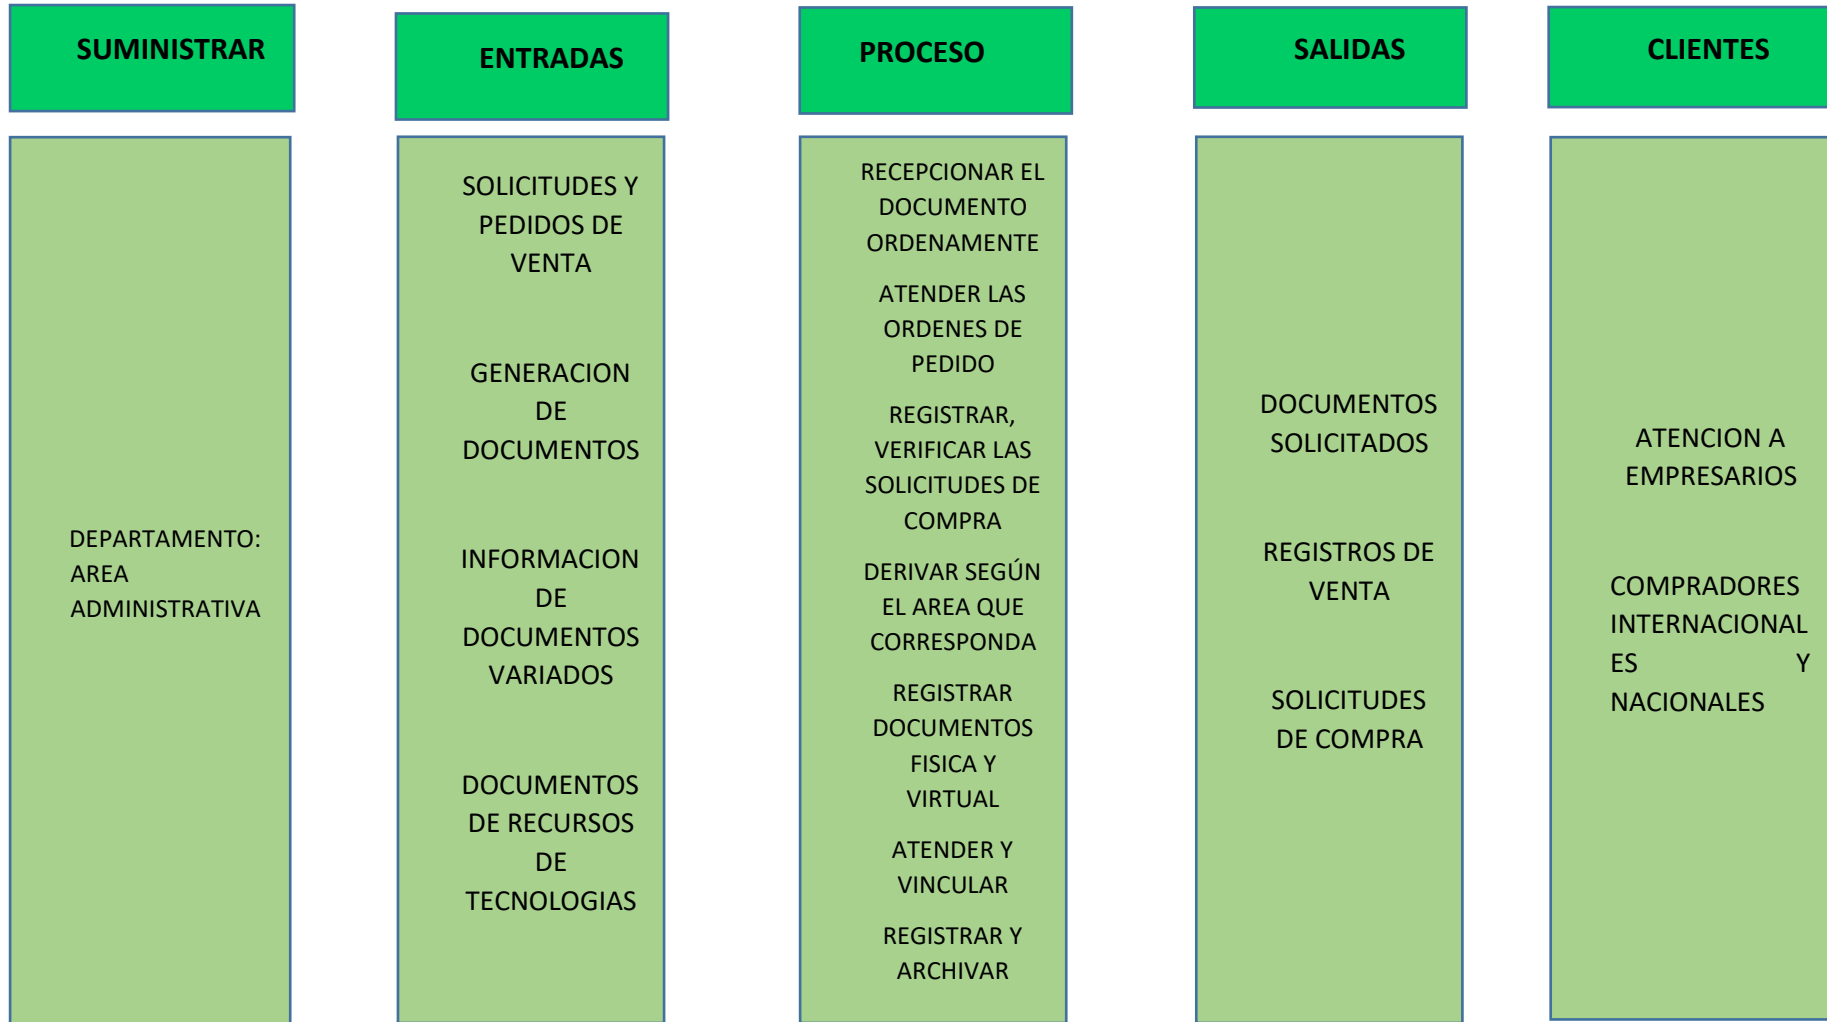 SUMINISTRAR
ENTRADAS
PROCESO
SALIDAS
CLIENTES
DEPARTAMENTO:
AREA
ADMINISTRATIVA
SOLICITUDES Y
PEDIDOS DE
VENTA
GENERACION
DE
DOCUMENTOS
INFORMACION
DE
DOCUMENTOS
VARIADOS
DOCUMENTOS
DE RECURSOS
DE
TECNOLOGIAS
RECEPCIONAR EL
DOCUMENTO
ORDENAMENTE
ATENDER LAS
ORDENES DE
PEDIDO
REGISTRAR,
VERIFICAR LAS
SOLICITUDES DE
COMPRA
DERIVAR SEGÚN
EL AREA QUE
CORRESPONDA
REGISTRAR
DOCUMENTOS
FISICA Y
VIRTUAL
ATENDER Y
VINCULAR
REGISTRAR Y
ARCHIVAR
DOCUMENTOS
SOLICITADOS
REGISTROS DE
VENTA
SOLICITUDES
DE COMPRA
ATENCION A
EMPRESARIOS
COMPRADORES
INTERNACIONAL
ES Y
NACIONALES